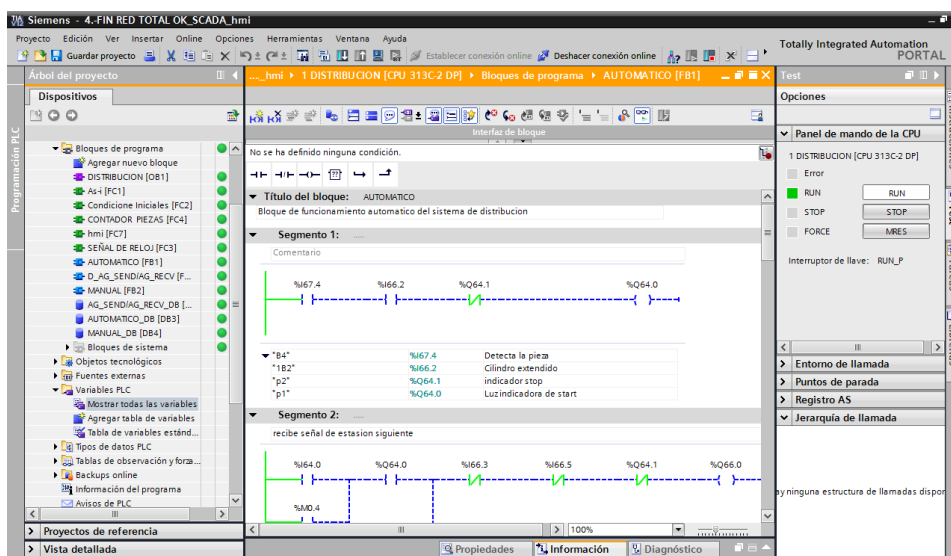 Siemens - 4.-FIN RED TOTAL OK_SCADA_hmi
Proyecto Edición Ver Insertar Online Opciones Herramientas Ventana Ayuda
Guardar proyecto Establecer conexión online Deshacer conexión online
Totally Integrated Automation
PORTAL
Árbol del proyecto
Dispositivos
Programación PLC
Bloques de programa
Agregar nuevo bloque
DISTRIBUCION [OB1]
As-i [FC1]
Condicione Iniciales [FC2]
CONTADOR PIEZAS [FC4]
hmi [FC7]
SEÑAL DE RELOJ [FC3]
AUTOMATICO [FB1]
D_AG_SEND/AG_RECV [F...
MANUAL [FB2]
AG_SEND/AG_RECV_DB [...
AUTOMATICO_DB [DB3]
MANUAL_DB [DB4]
Bloques de sistema
Objetos tecnológicos
Fuentes externas
Variables PLC
Mostrar todas las variables
Agregar tabla de variables
Tabla de variables estánd...
Tipos de datos PLC
Tablas de observación y forza...
Backups online
Información del programa
Avisos de PLC
Proyectos de referencia
Vista detallada
..._hmi 1 DISTRIBUCION [CPU 313C-2 DP] Bloques de programa AUTOMATICO [FB1]
Interfaz de bloque
No se ha definido ninguna condición.
??
Título del bloque: AUTOMATICO
Bloque de funcionamiento automatico del sistema de distribucion
Segmento 1: .....
Comentario
%I67.4 %I66.2 %Q64.1 %Q64.0
"B4" %I67.4 Detecta la pieza
"1B2" %I66.2 Cilindro extendido
"p2" %Q64.1 indicador stop
"p1" %Q64.0 Luz indicadora de start
Segmento 2: .....
recibe señal de estasion siguiente
%I64.0 %Q64.0 %I66.3 %I66.5 %Q64.1 %Q66.0
%M0.4
100%
Propiedades Información Diagnóstico
Test
Opciones
Panel de mando de la CPU
1 DISTRIBUCION [CPU 313C-2 DP]
Error
RUN RUN
STOP STOP
FORCE MRES
Interruptor de llave: RUN_P
Entorno de llamada
Puntos de parada
Registro AS
Jerarquía de llamada
ay ninguna estructura de llamadas dispor